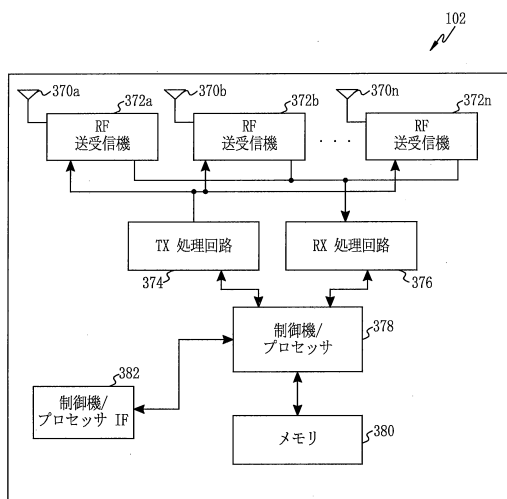 102
370a
372a
370b
372b
370n
372n
RF
送受信機
RF
送受信機
. . .
RF
送受信機
TX 処理回路
RX 処理回路
374
376
制御機/
プロセッサ
378
382
制御機/
プロセッサ IF
メモリ
380